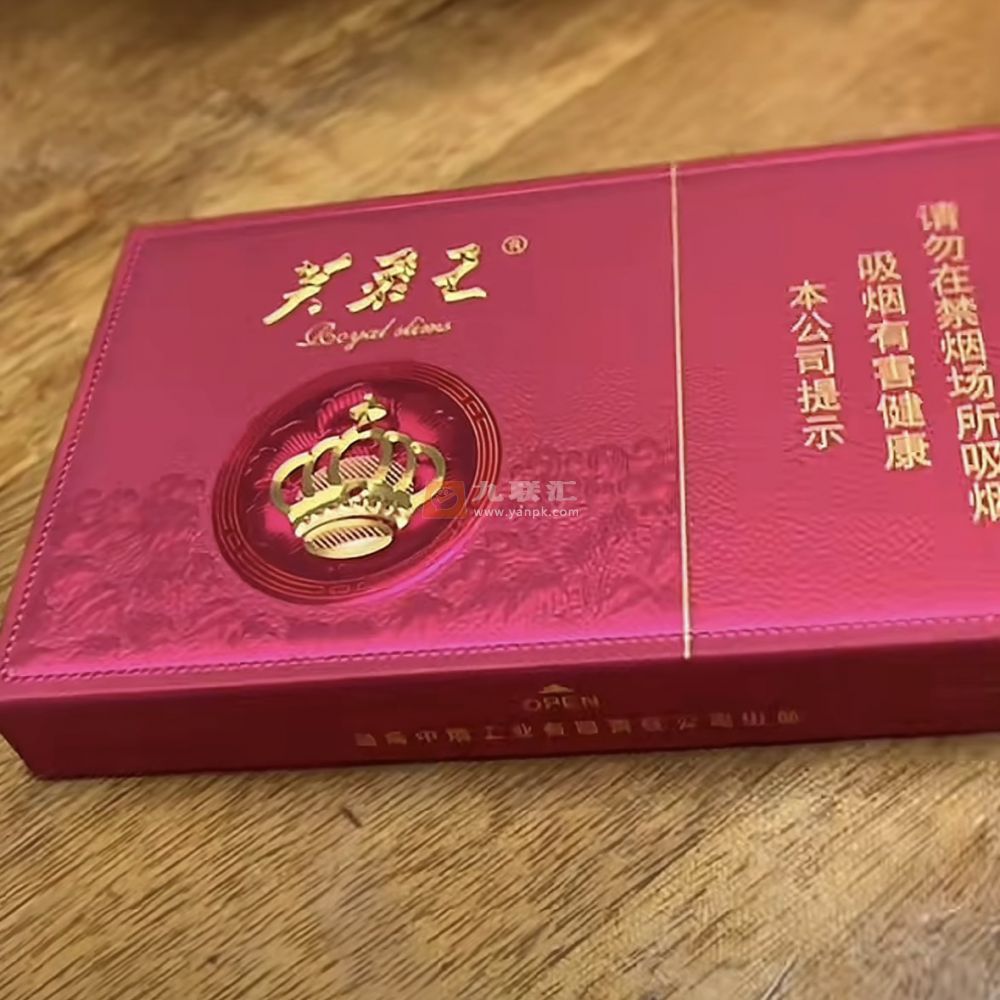 芙蓉王®
Royal slims
本公司提示
吸烟有害健康
请勿在禁烟场所吸烟
九联汇
www.yanpk.com
OPEN